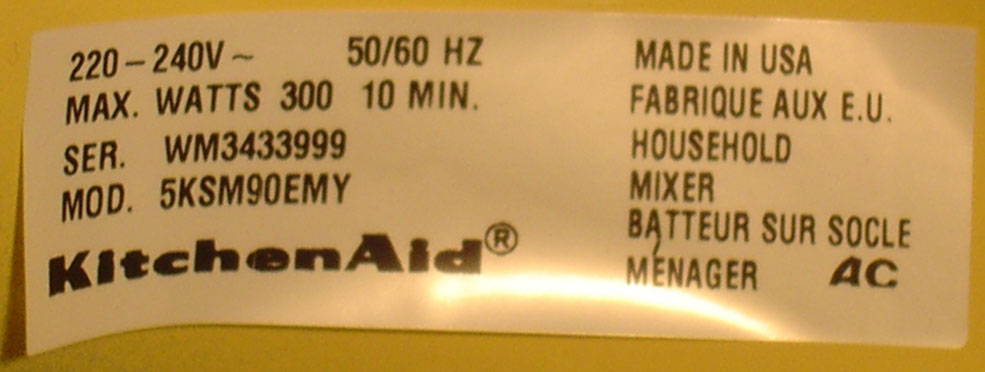 220 – 240V ~ 50/60 HZ
MAX. WATTS 300 10 MIN.
SER. WM3433999
MOD. 5KSM90EMY
KitchenAid®
MADE IN USA
FABRIQUE AUX E.U.
HOUSEHOLD
MIXER
BATTEUR SUR SOCLE
MÉNAGER AC